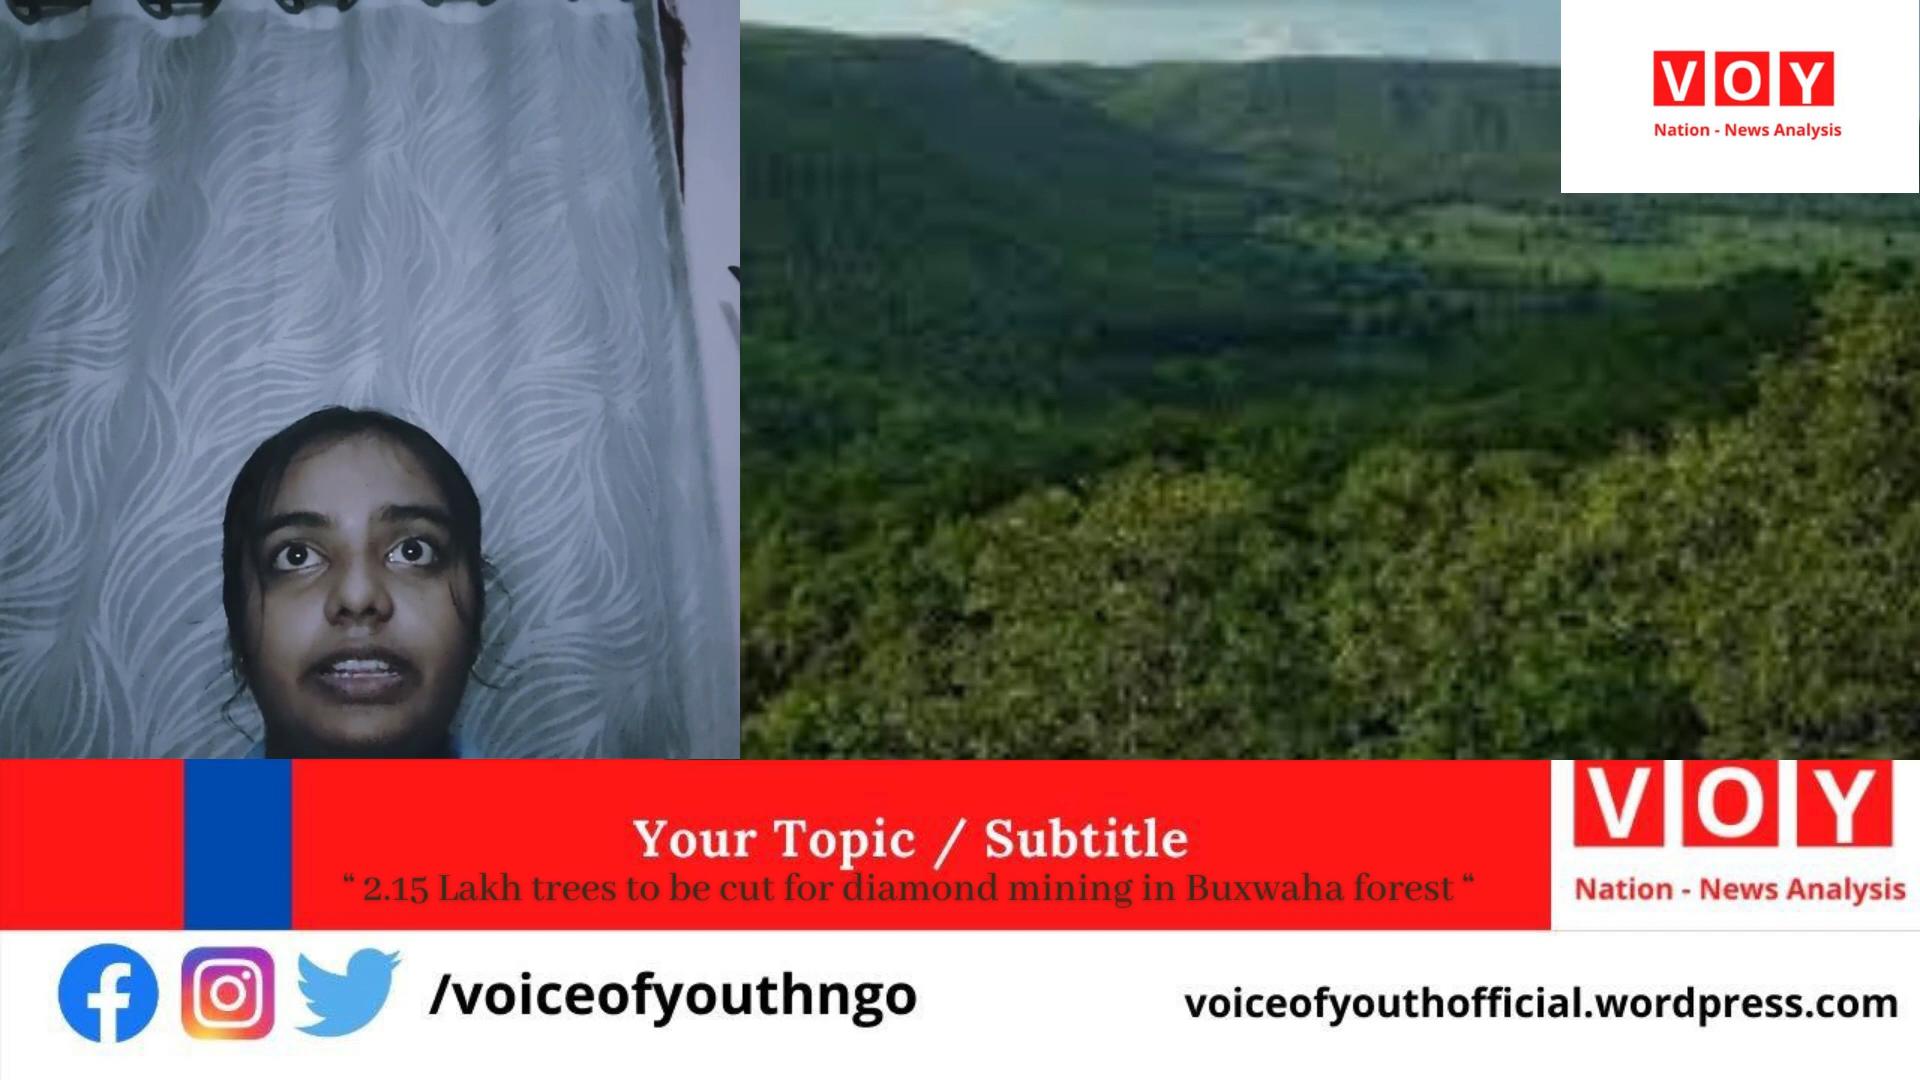 VOY
Nation - News Analysis
Your Topic / Subtitle
“ 2.15 Lakh trees to be cut for diamond mining in Buxwaha forest “
VOY
Nation - News Analysis
/voiceofyouthngo
voiceofyouthofficial.wordpress.com